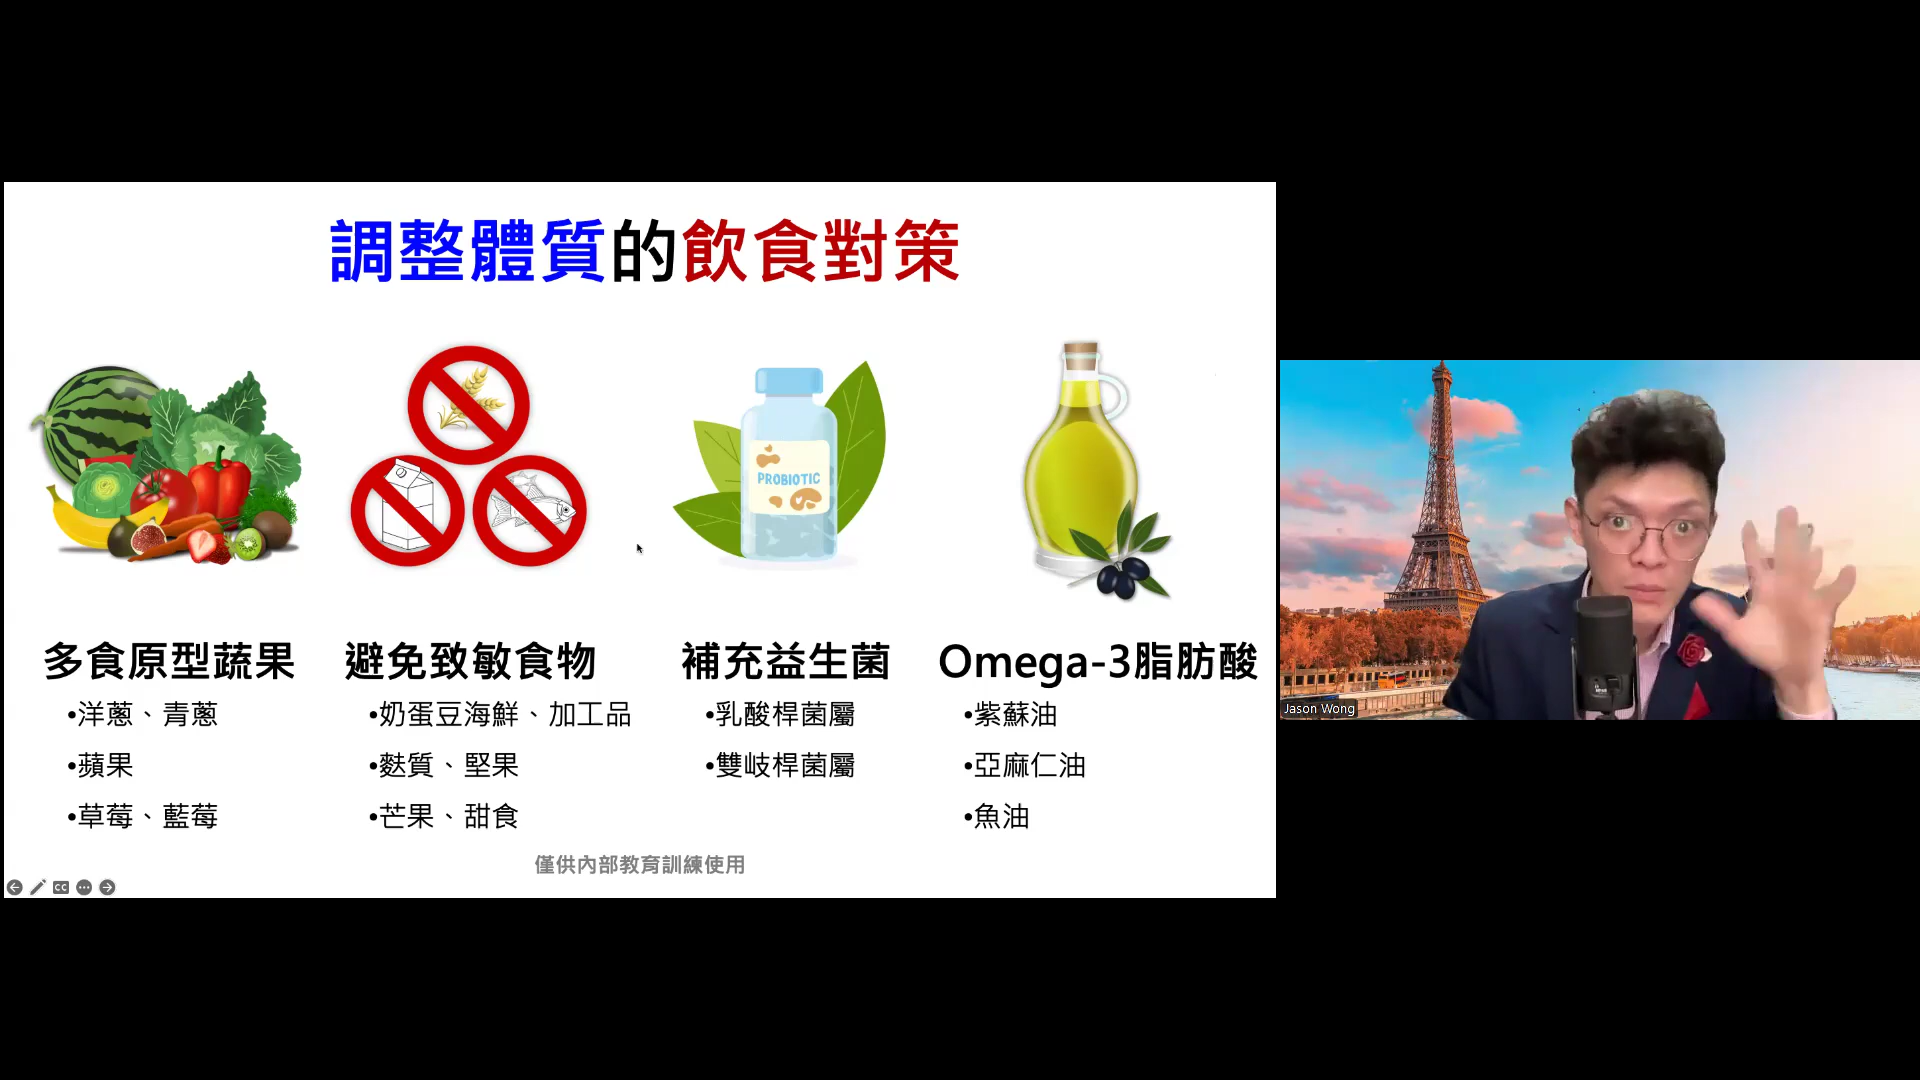 調整體質的飲食對策
PROBIOTIC
多食原型蔬果
•洋蔥、青蔥
•蘋果
•草莓、藍莓
避免致敏食物
•奶蛋豆海鮮、加工品
•麩質、堅果
•芒果、甜食
補充益生菌
•乳酸桿菌屬
•雙岐桿菌屬
Omega-3脂肪酸
•紫蘇油
•亞麻仁油
•魚油
僅供內部教育訓練使用
CC
Jason Wong